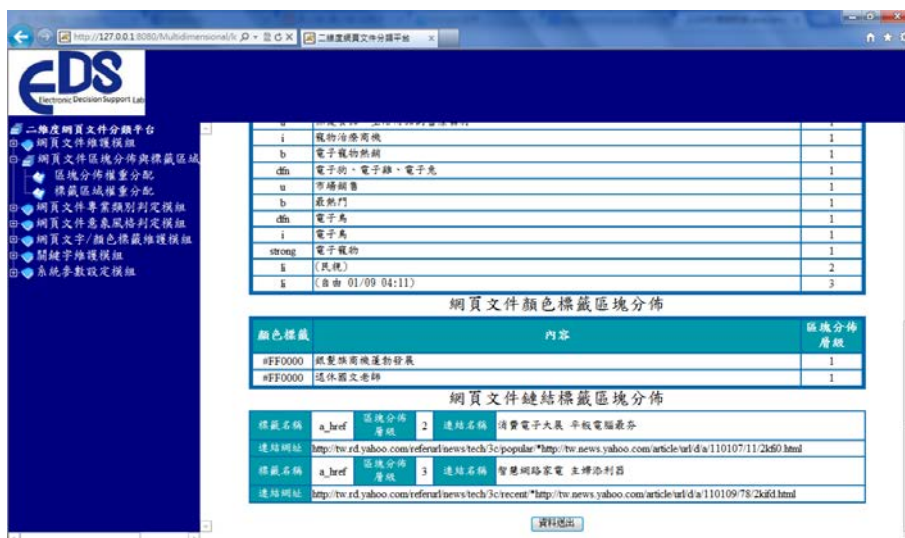 http://127.0.0.1:8080/Multidimensional/k
二維度網頁文件分類平台
EDS
Electronic Decision Support Lab
二維度網頁文件分類平台
網頁文件維護模組
網頁文件區塊分佈與標籤區域
區塊分佈權重分配
標籤區域權重分配
網頁文件專業類別判定模組
網頁文件意象風格判定模組
網頁文字/顏色標籤維護模組
關鍵字維護模組
系統參數設定模組
i 寵物治療商機 1
b 電子寵物熱銷 1
dfn 電子狗、電子雞、電子魚 1
u 市場銷售 1
b 最熱門 1
dfn 電子鳥 1
i 電子鳥 1
strong 電子寵物 1
li (民視) 2
li (自由 01/09 04:11) 3
網頁文件顏色標籤區塊分佈
顏色標籤 內容 區塊分佈層級
#FF0000 銀髮族商機蓬勃發展 1
#FF0000 退休國文老師 1
網頁文件鏈結標籤區塊分佈
標籤名稱 a_href 區塊分佈層級 2 連結名稱 消費電子大展 平板電腦最夯
連結網址 http://tw.rd.yahoo.com/referurl/news/tech/3c/popular/*http://tw.news.yahoo.com/article/url/d/a/110107/11/2kf60.html
標籤名稱 a_href 區塊分佈層級 3 連結名稱 智慧網路家電 主婦添利器
連結網址 http://tw.rd.yahoo.com/referurl/news/tech/3c/recent/*http://tw.news.yahoo.com/article/url/d/a/110109/78/2kifd.html
資料送出